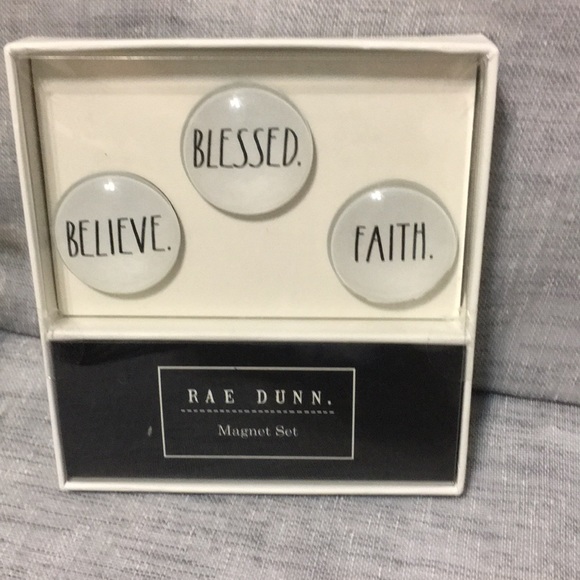 BLESSED.
BELIEVE.
FAITH.
RAE DUNN.
Magnet Set